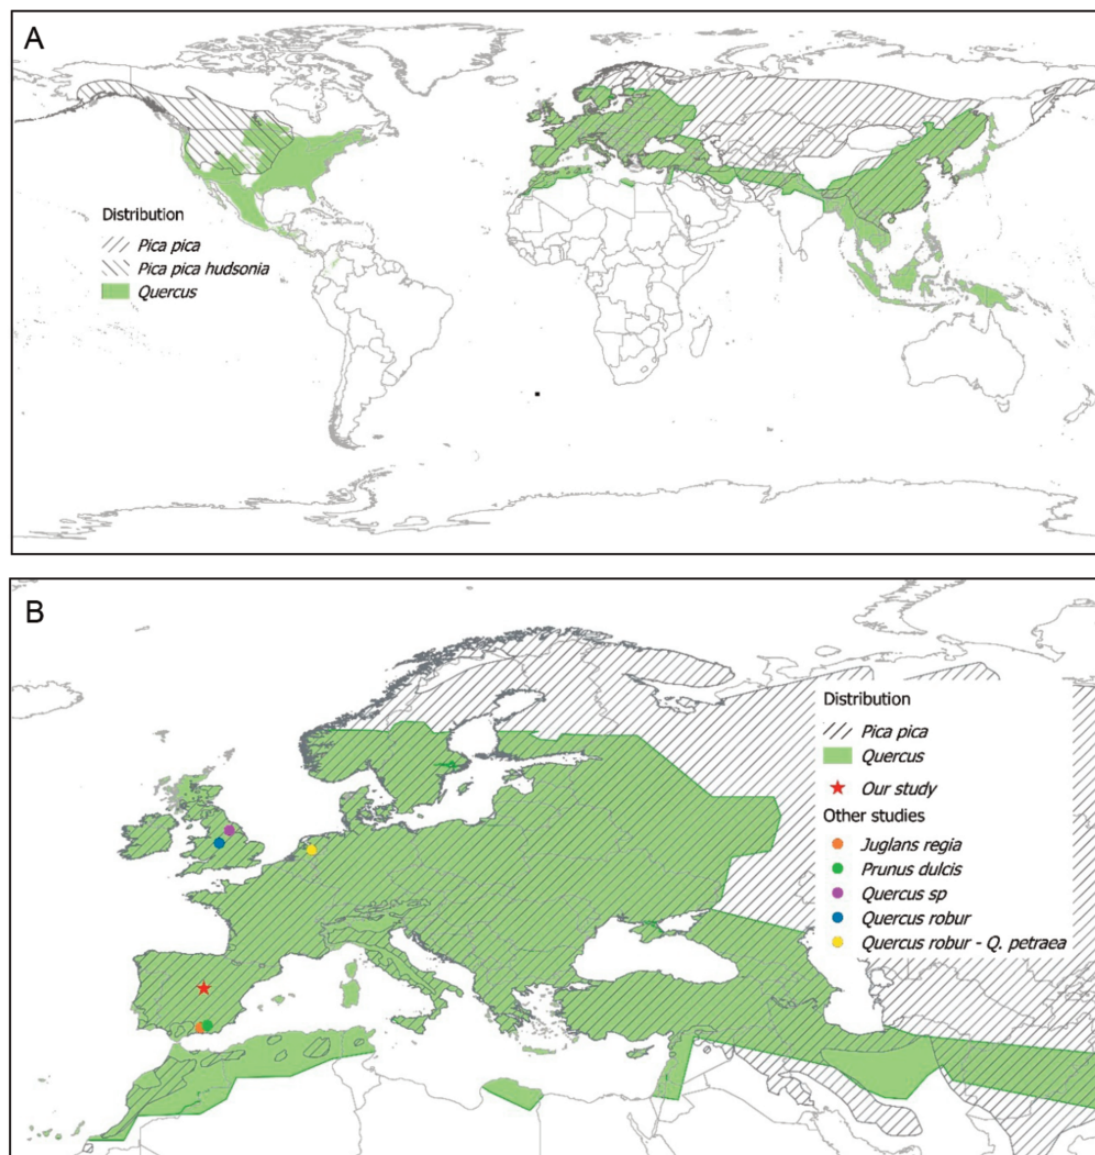 A
Distribution
Pica pica
Pica pica hudsonia
Quercus
B
Distribution
Pica pica
Quercus
Our study
Other studies
Juglans regia
Prunus dulcis
Quercus sp
Quercus robur
Quercus robur - Q. petraea